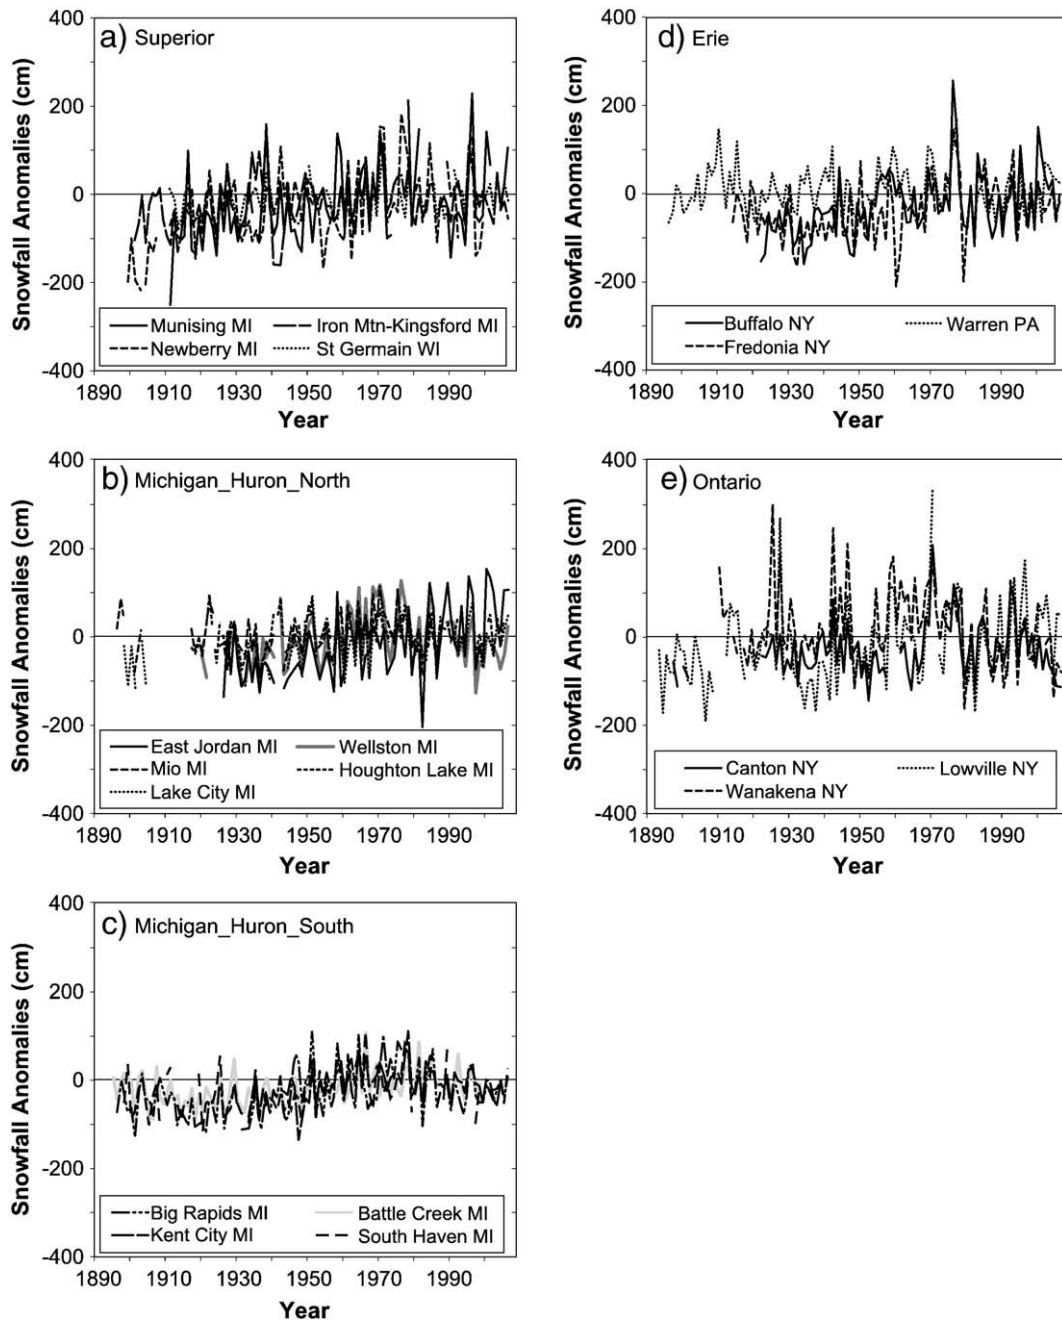 a) Superior
Snowfall Anomalies (cm)
400
200
0
-200
-400
Munising MI
Iron Mtn-Kingsford MI
Newberry MI
St Germain WI
1890 1910 1930 1950 1970 1990
Year
d) Erie
Snowfall Anomalies (cm)
400
200
0
-200
-400
Buffalo NY
Warren PA
Fredonia NY
1890 1910 1930 1950 1970 1990
Year
b) Michigan_Huron_North
Snowfall Anomalies (cm)
400
200
0
-200
-400
East Jordan MI
Wellston MI
Mio MI
Houghton Lake MI
Lake City MI
1890 1910 1930 1950 1970 1990
Year
e) Ontario
Snowfall Anomalies (cm)
400
200
0
-200
-400
Canton NY
Lowville NY
Wanakena NY
1890 1910 1930 1950 1970 1990
Year
c) Michigan_Huron_South
Snowfall Anomalies (cm)
400
200
0
-200
-400
Big Rapids MI
Battle Creek MI
Kent City MI
South Haven MI
1890 1910 1930 1950 1970 1990
Year